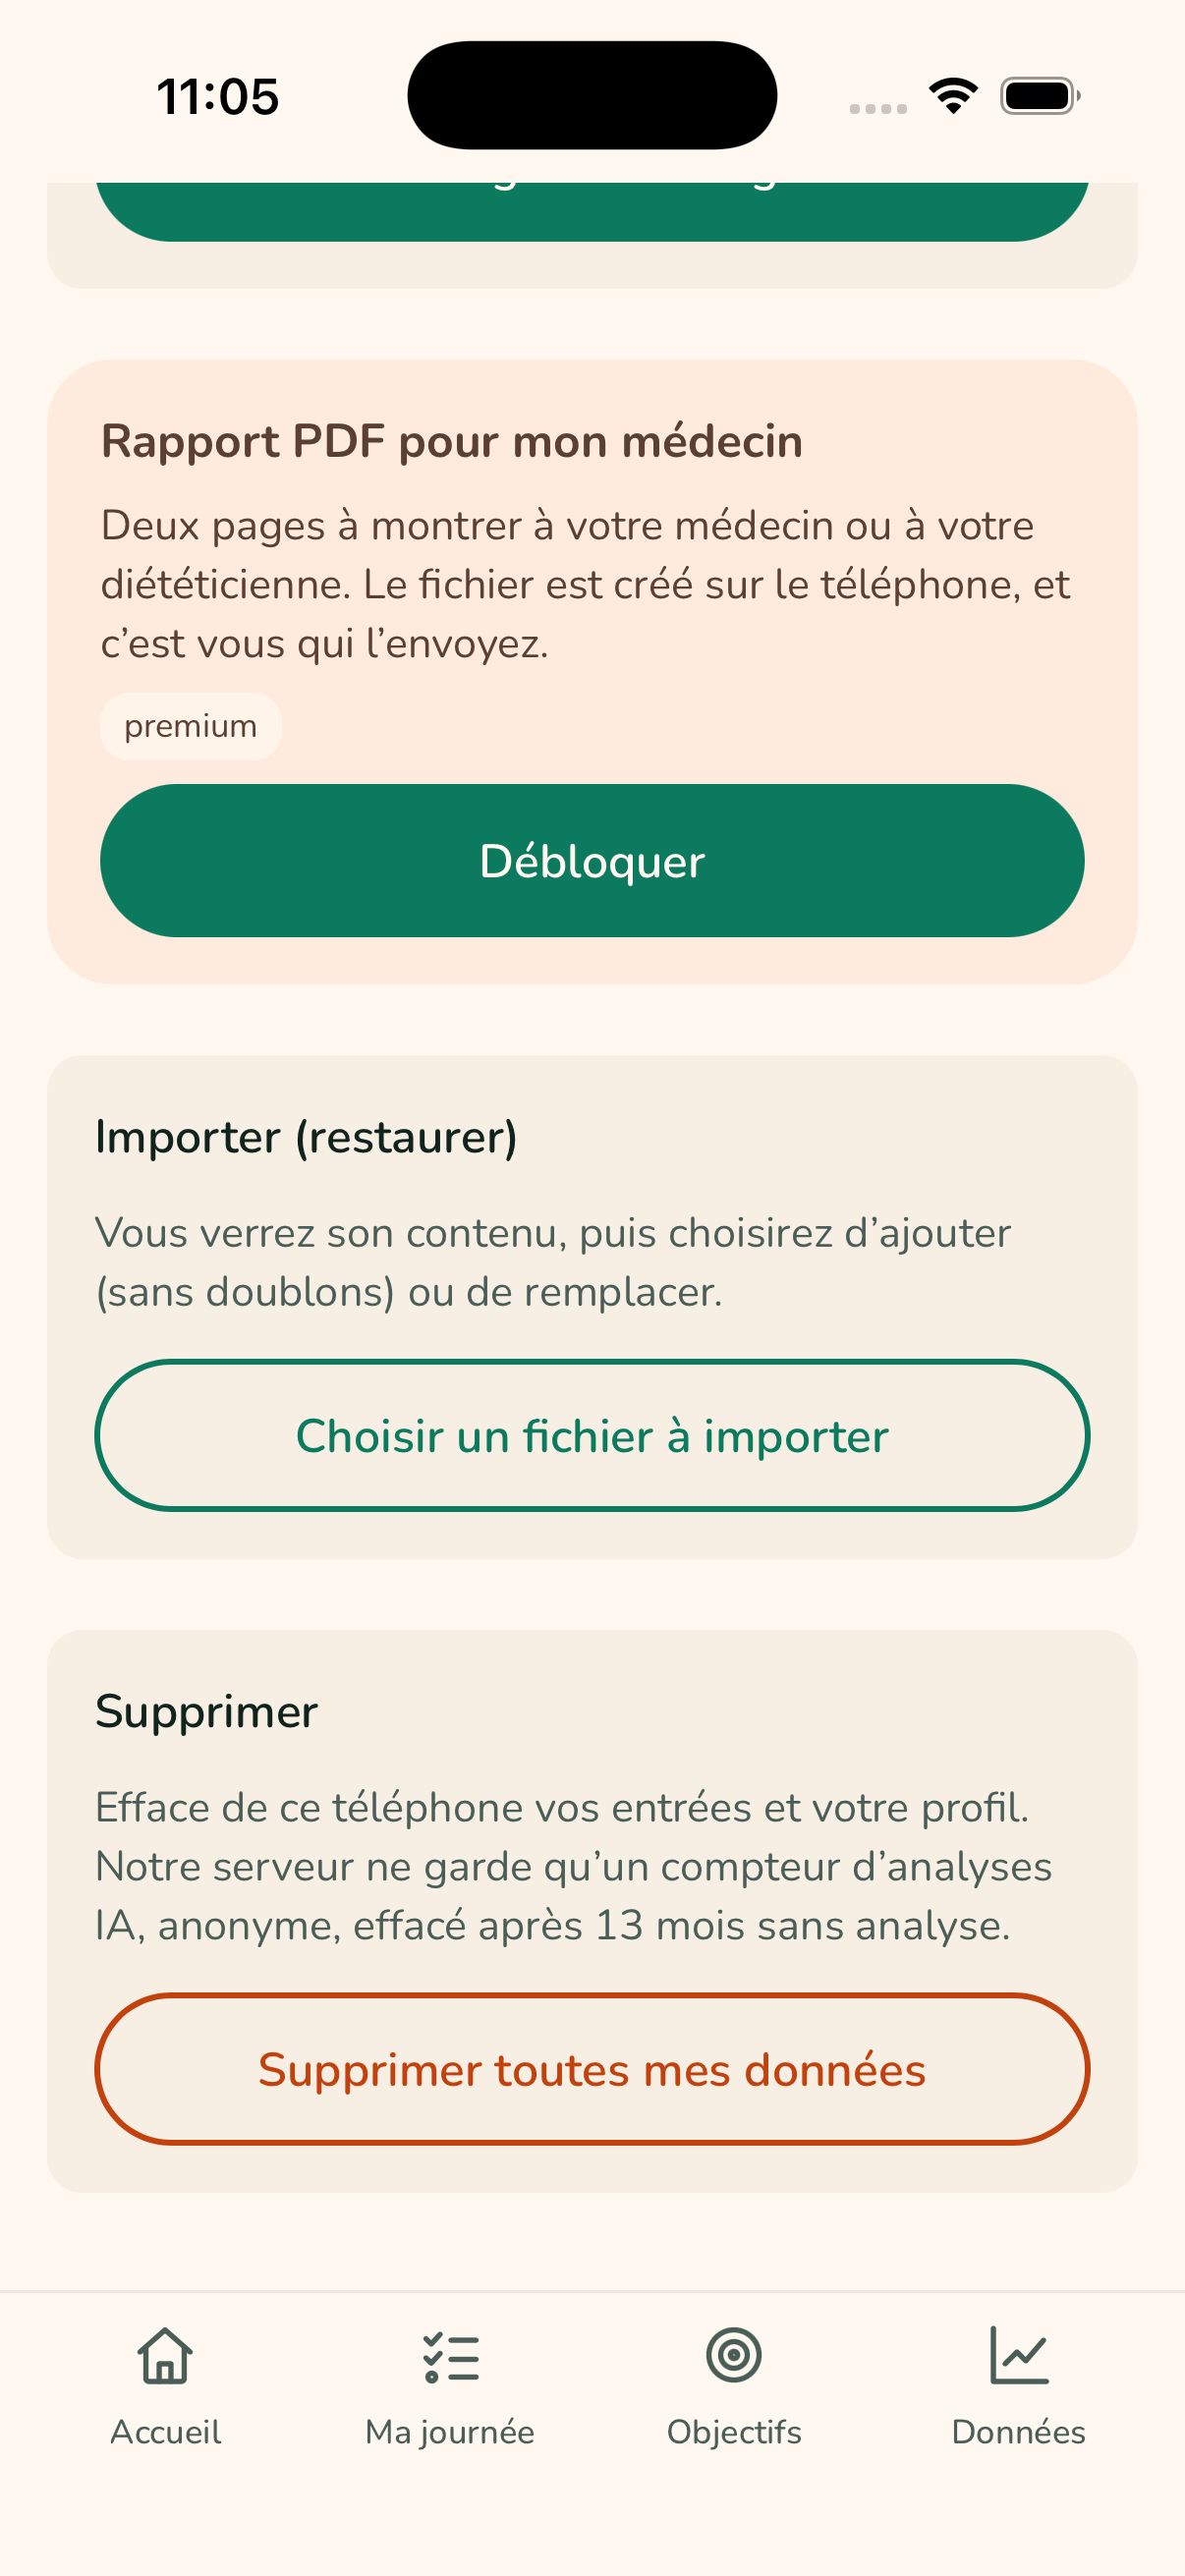 11:05
Rapport PDF pour mon médecin
Deux pages à montrer à votre médecin ou à votre
diététicienne. Le fichier est créé sur le téléphone, et
c’est vous qui l’envoyez.
premium
Débloquer
Importer (restaurer)
Vous verrez son contenu, puis choisirez d’ajouter
(sans doublons) ou de remplacer.
Choisir un fichier à importer
Supprimer
Efface de ce téléphone vos entrées et votre profil.
Notre serveur ne garde qu’un compteur d’analyses
IA, anonyme, effacé après 13 mois sans analyse.
Supprimer toutes mes données
Accueil
Ma journée
Objectifs
Données